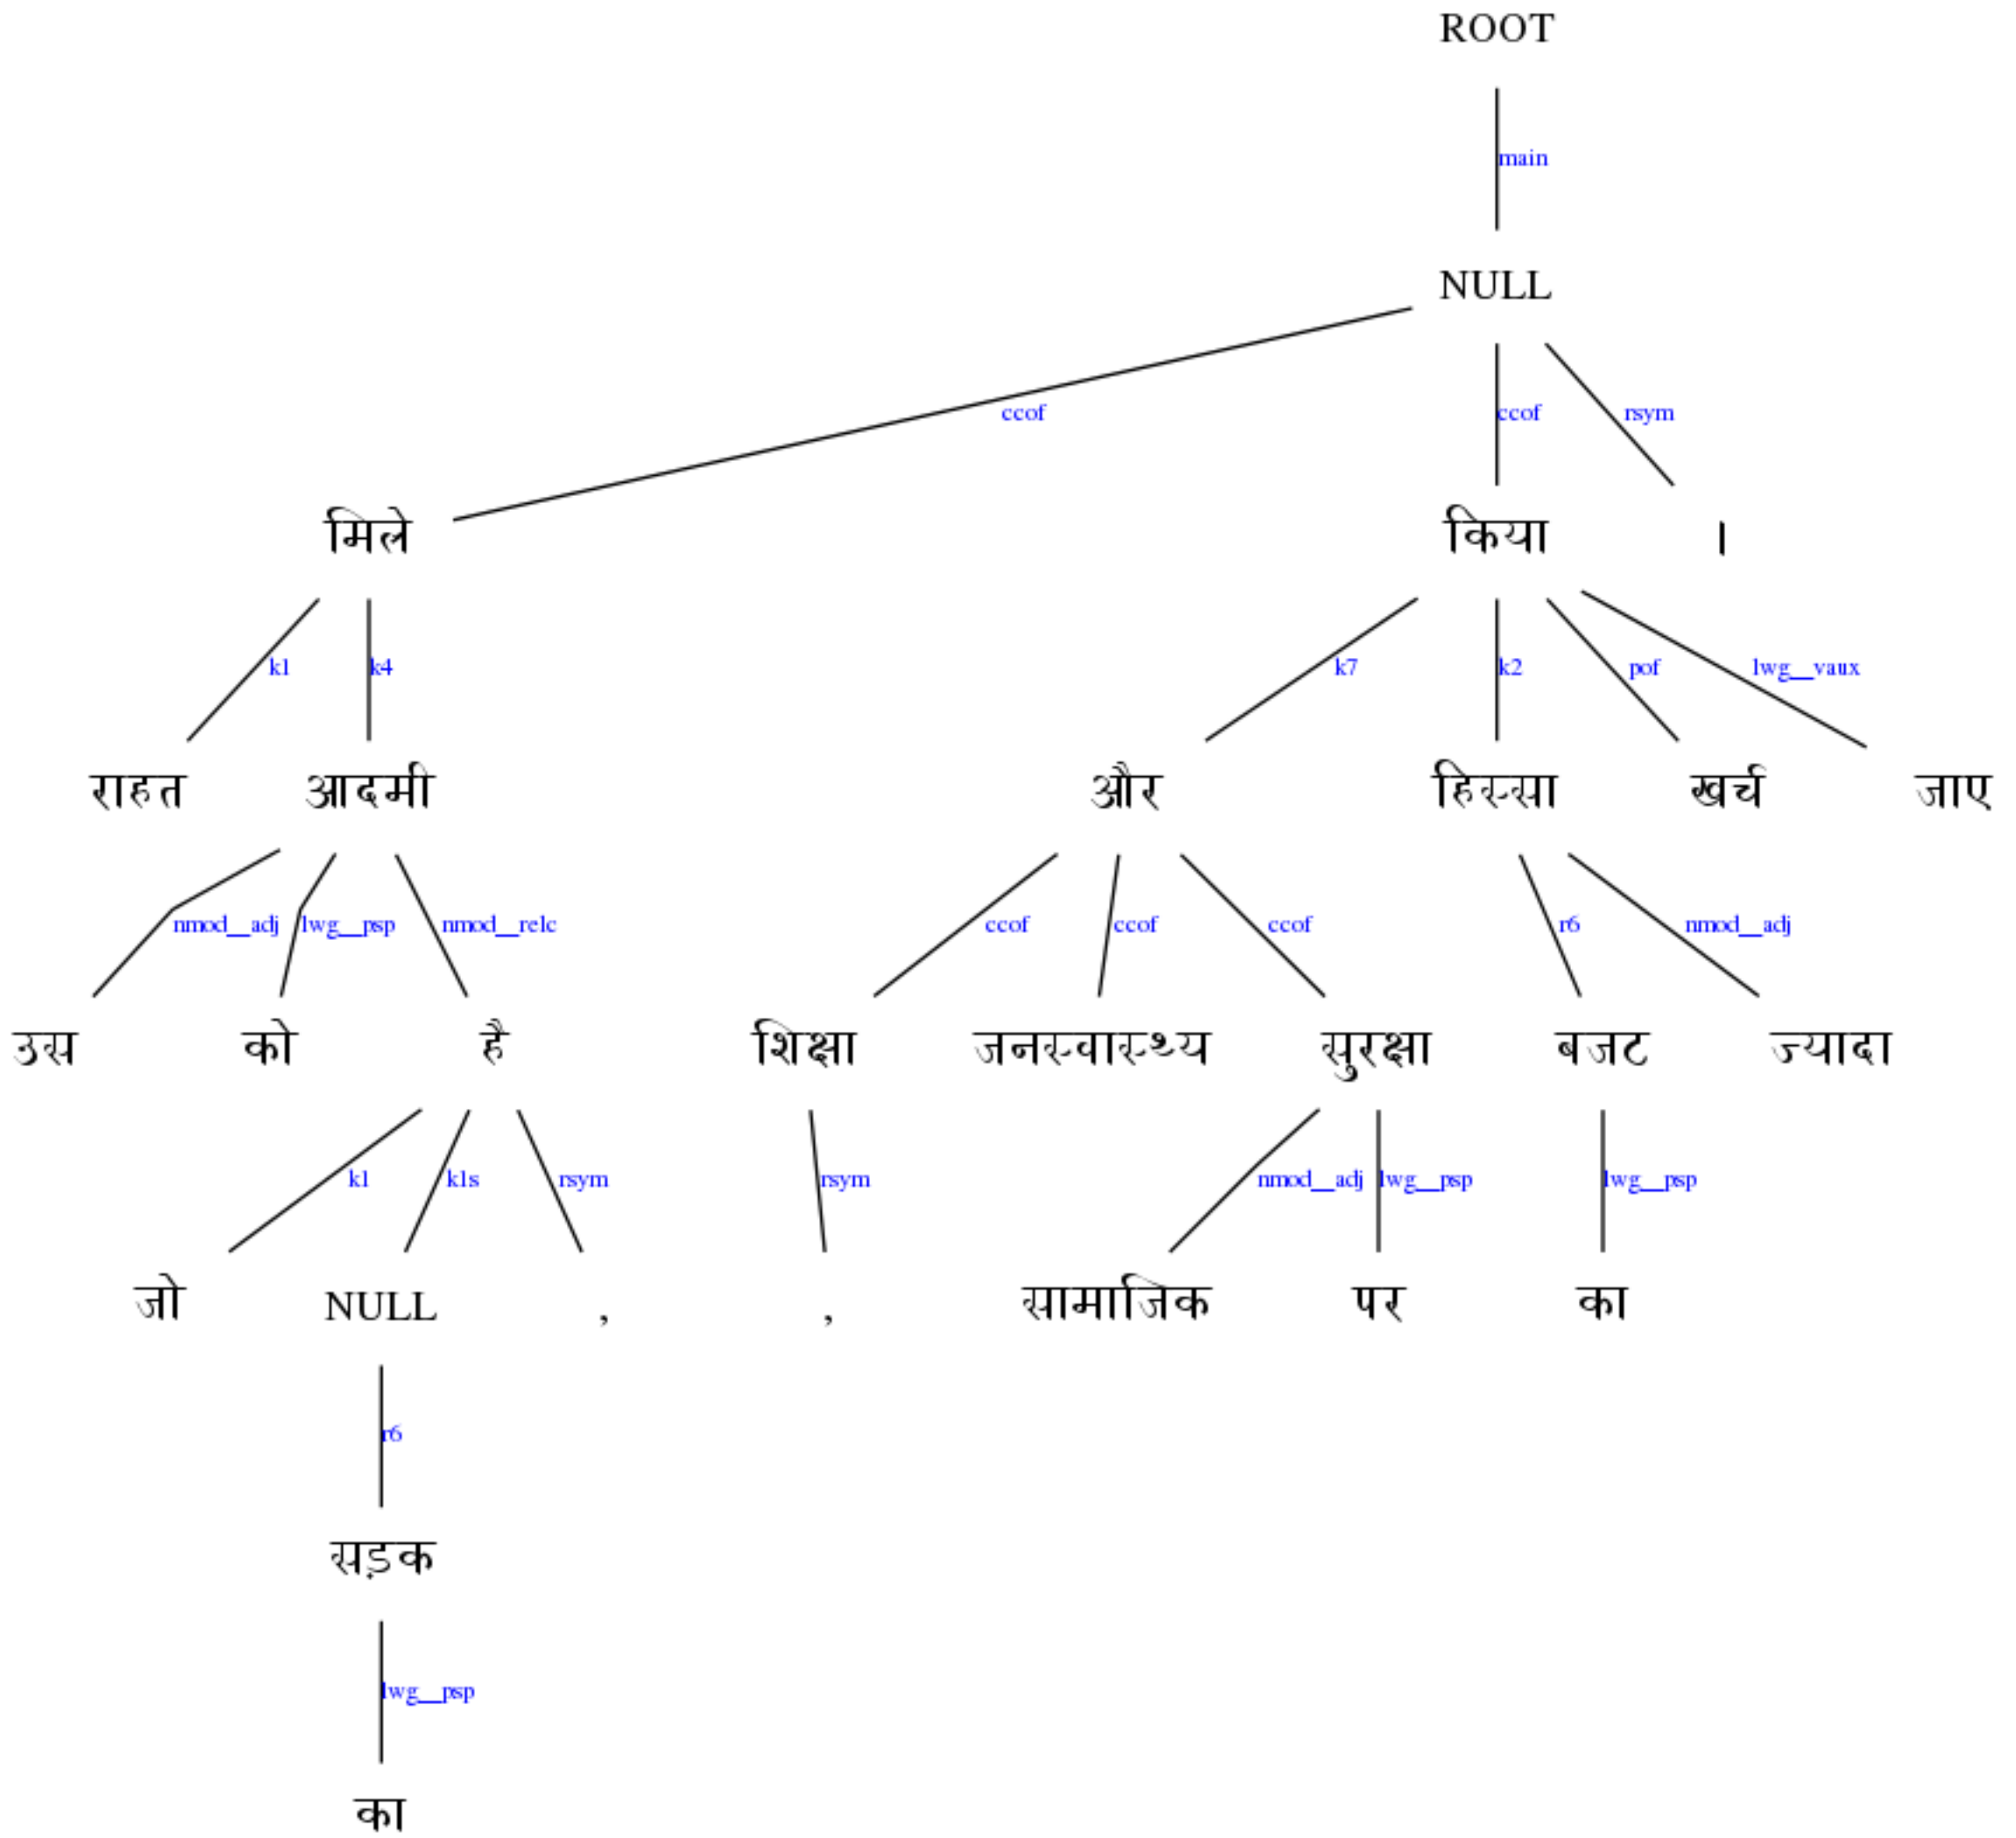 ROOT
main
NULL
ccof ccof rsym
मिले किया ।
k1 k4 k7 k2 pof lwg__vaux
राहत आदमी और हिस्सा खर्च जाए
nmod__adj lwg__psp nmod__relc ccof ccof ccof r6 nmod__adj
उस को है शिक्षा जनस्वास्थ्य सुरक्षा बजट ज्यादा
k1 k1s rsym rsym nmod__adj lwg__psp lwg__psp
जो NULL , , सामाजिक पर का
r6
सड़क
lwg__psp
का